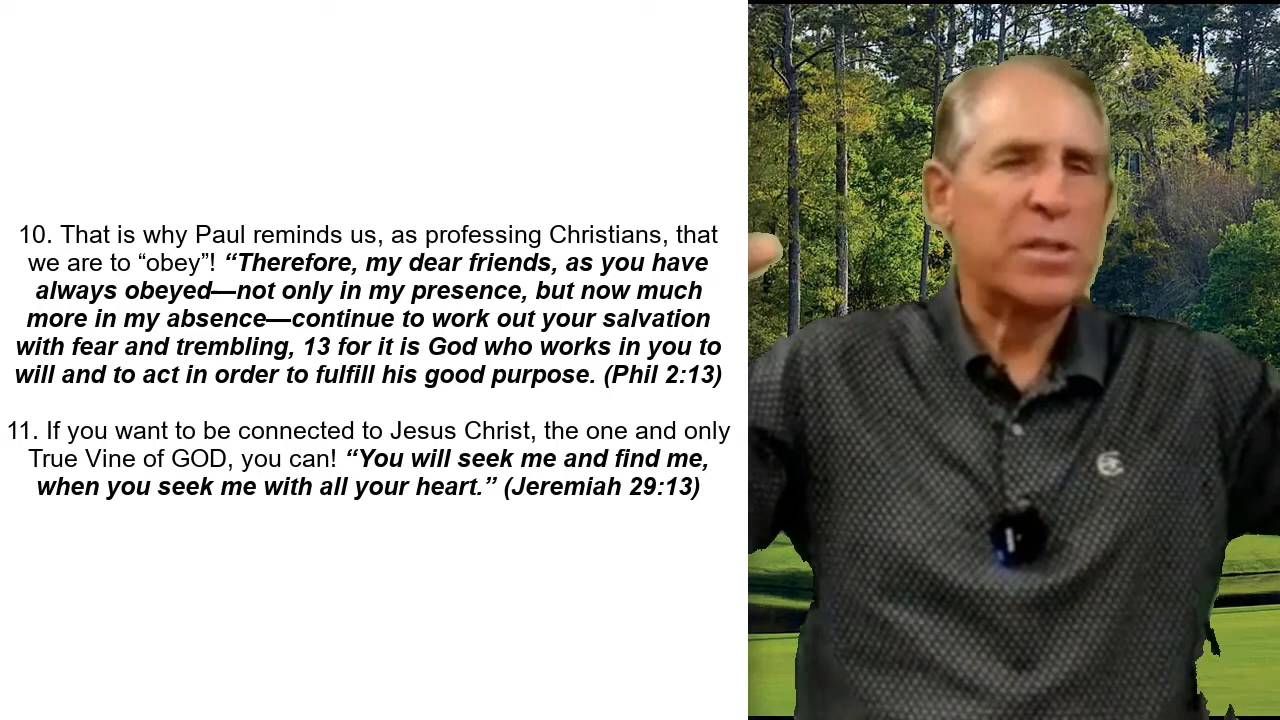 10. That is why Paul reminds us, as professing Christians, that
we are to “obey”! “Therefore, my dear friends, as you have
always obeyed—not only in my presence, but now much
more in my absence—continue to work out your salvation
with fear and trembling, 13 for it is God who works in you to
will and to act in order to fulfill his good purpose. (Phil 2:13)
11. If you want to be connected to Jesus Christ, the one and only
True Vine of GOD, you can! “You will seek me and find me,
when you seek me with all your heart.” (Jeremiah 29:13)